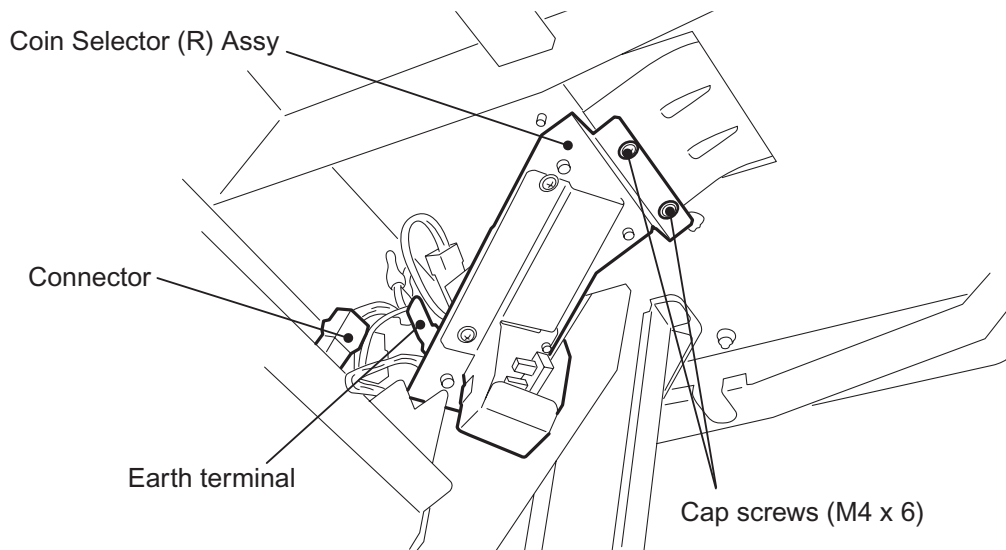 Coin Selector (R) Assy
Connector
Earth terminal
Cap screws (M4 x 6)